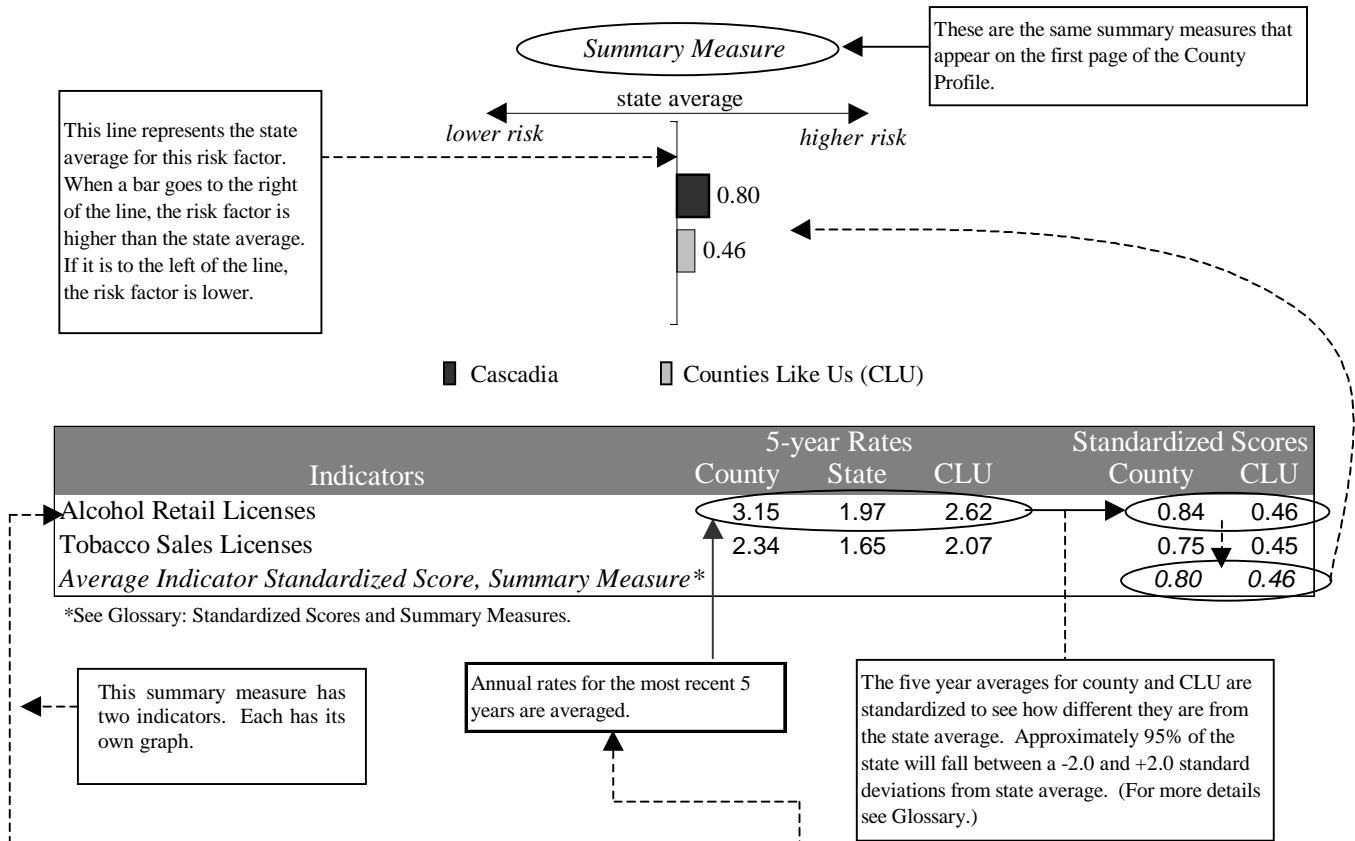 Summary Measure
These are the same summary measures that
appear on the first page of the County
Profile.
state average
lower risk
higher risk
This line represents the state
average for this risk factor.
When a bar goes to the right
of the line, the risk factor is
higher than the state average.
If it is to the left of the line,
the risk factor is lower.
0.80
0.46
Cascadia
Counties Like Us (CLU)
5-year Rates Standardized Scores
Indicators County State CLU County CLU
Alcohol Retail Licenses 3.15 1.97 2.62 0.84 0.46
Tobacco Sales Licenses 2.34 1.65 2.07 0.75 0.45
Average Indicator Standardized Score, Summary Measure* 0.80 0.46
*See Glossary: Standardized Scores and Summary Measures.
This summary measure has
two indicators. Each has its
own graph.
Annual rates for the most recent 5
years are averaged.
The five year averages for county and CLU are
standardized to see how different they are from
the state average. Approximately 95% of the
state will fall between a -2.0 and +2.0 standard
deviations from state average. (For more details
see Glossary.)